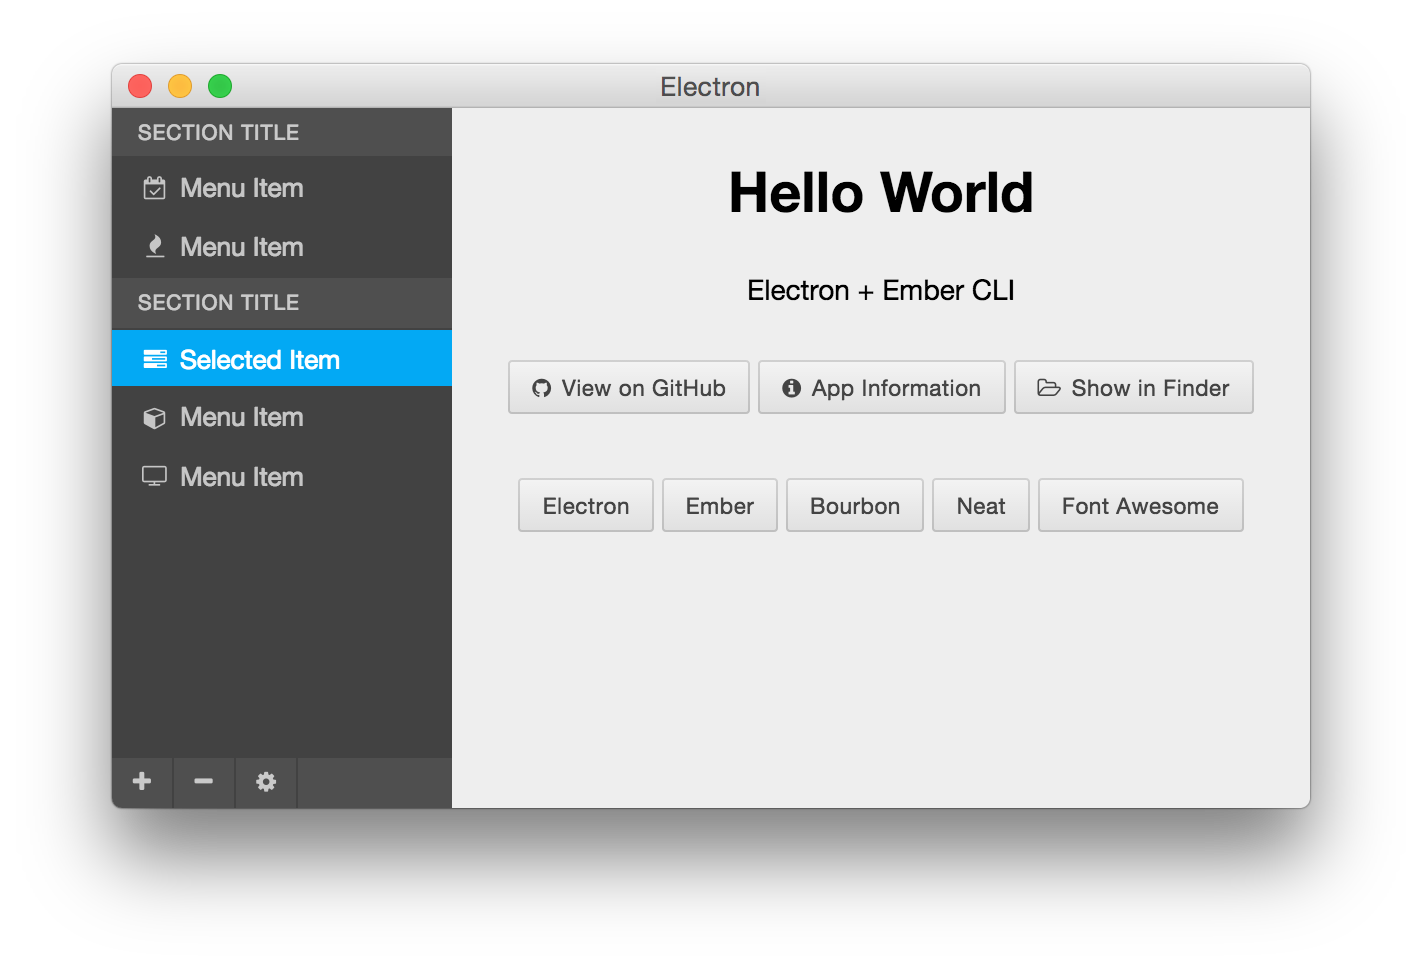 Electron
SECTION TITLE
Menu Item
Menu Item
SECTION TITLE
Selected Item
Menu Item
Menu Item
Hello World
Electron + Ember CLI
View on GitHub App Information Show in Finder
Electron Ember Bourbon Neat Font Awesome